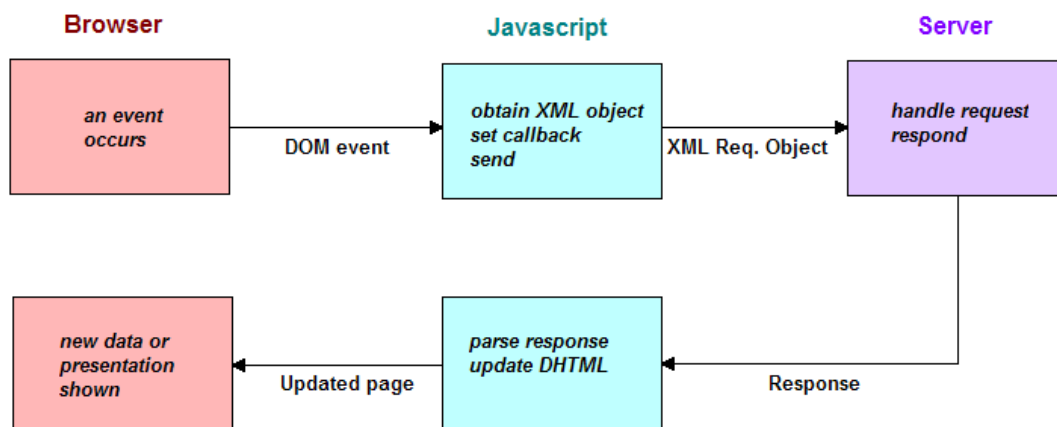 Browser
Javascript
Server
an event
occurs
DOM event
obtain XML object
set callback
send
XML Req. Object
handle request
respond
new data or
presentation
shown
Updated page
parse response
update DHTML
Response